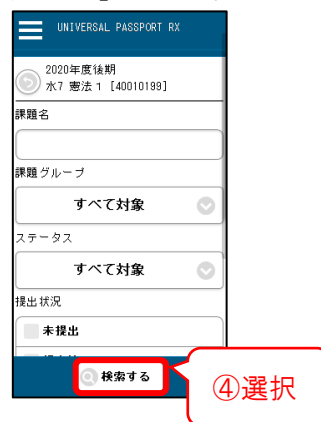 UNIVERSAL PASSPORT RX
2020年度後期
水7 憲法1 [40010199]
課題名
課題グループ
すべて対象
ステータス
すべて対象
提出状況
未提出
検索する
④選択